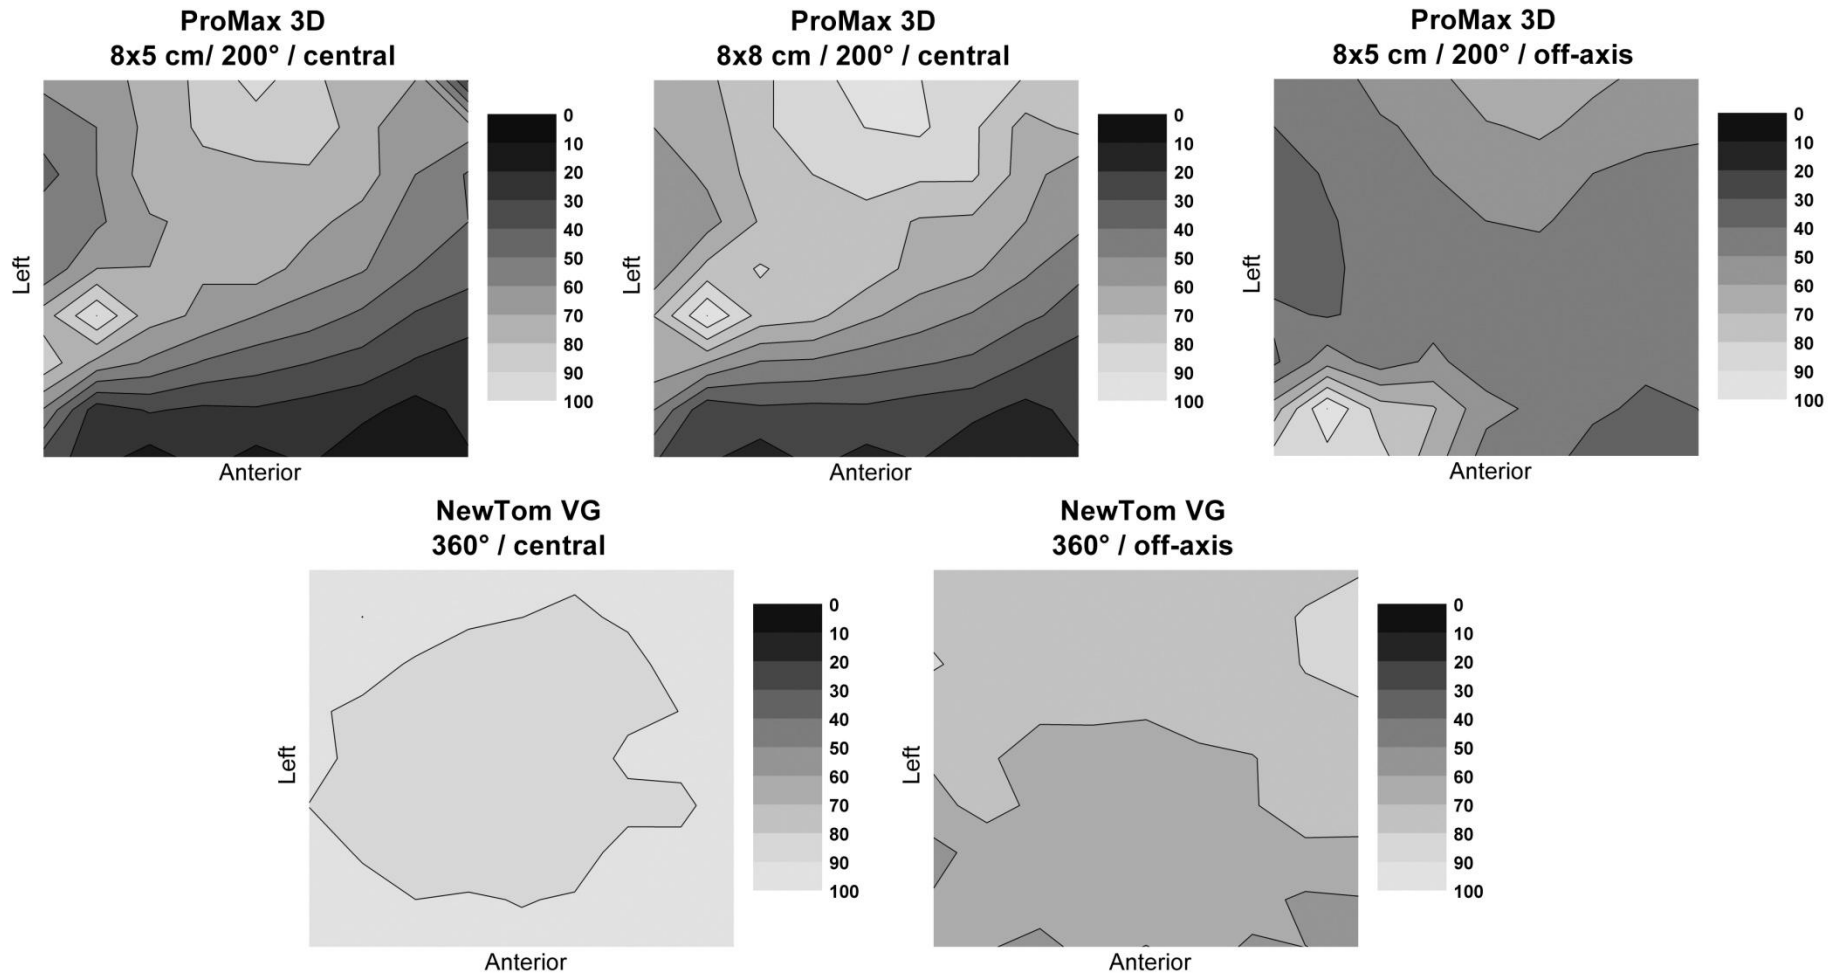 ProMax 3D
8x5 cm/ 200° / central
0
10
20
30
40
50
60
70
80
90
100
Left
Anterior
ProMax 3D
8x8 cm / 200° / central
0
10
20
30
40
50
60
70
80
90
100
Left
Anterior
ProMax 3D
8x5 cm / 200° / off-axis
0
10
20
30
40
50
60
70
80
90
100
Left
Anterior
NewTom VG
360° / central
0
10
20
30
40
50
60
70
80
90
100
Left
Anterior
NewTom VG
360° / off-axis
0
10
20
30
40
50
60
70
80
90
100
Left
Anterior